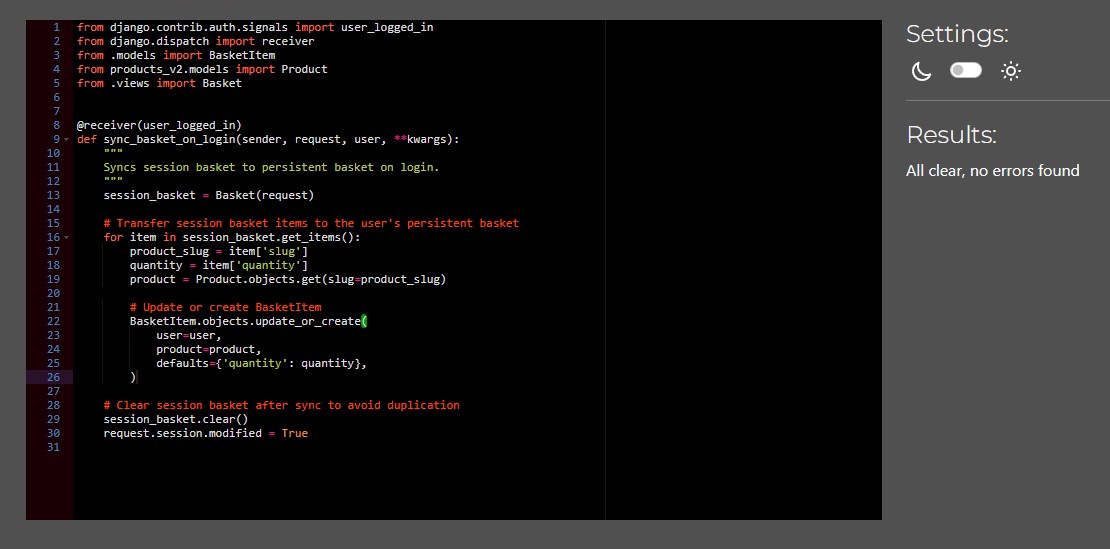 1 from django.contrib.auth.signals import user_logged_in
2 from django.dispatch import receiver
3 from .models import BasketItem
4 from products_v2.models import Product
5 from .views import Basket
6
7
8 @receiver(user_logged_in)
9 def sync_basket_on_login(sender, request, user, **kwargs):
10     """
11     Syncs session basket to persistent basket on login.
12     """
13     session_basket = Basket(request)
14
15     # Transfer session basket items to the user's persistent basket
16     for item in session_basket.get_items():
17         product_slug = item['slug']
18         quantity = item['quantity']
19         product = Product.objects.get(slug=product_slug)
20
21         # Update or create BasketItem
22         BasketItem.objects.update_or_create(
23             user=user,
24             product=product,
25             defaults={'quantity': quantity},
26         )
27
28     # Clear session basket after sync to avoid duplication
29     session_basket.clear()
30     request.session.modified = True
31
Settings:
Results:
All clear, no errors found